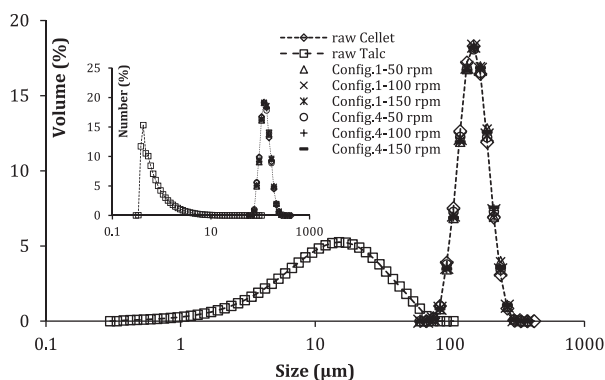 20
15
10
5
0
Volume (%)
0.1
1
10
100
1000
Size (µm)
25
20
15
10
5
0
Number (%)
0.1
10
1000
raw Cellet
raw Talc
Config.1-50 rpm
Config.1-100 rpm
Config.1-150 rpm
Config.4-50 rpm
Config.4-100 rpm
Config.4-150 rpm